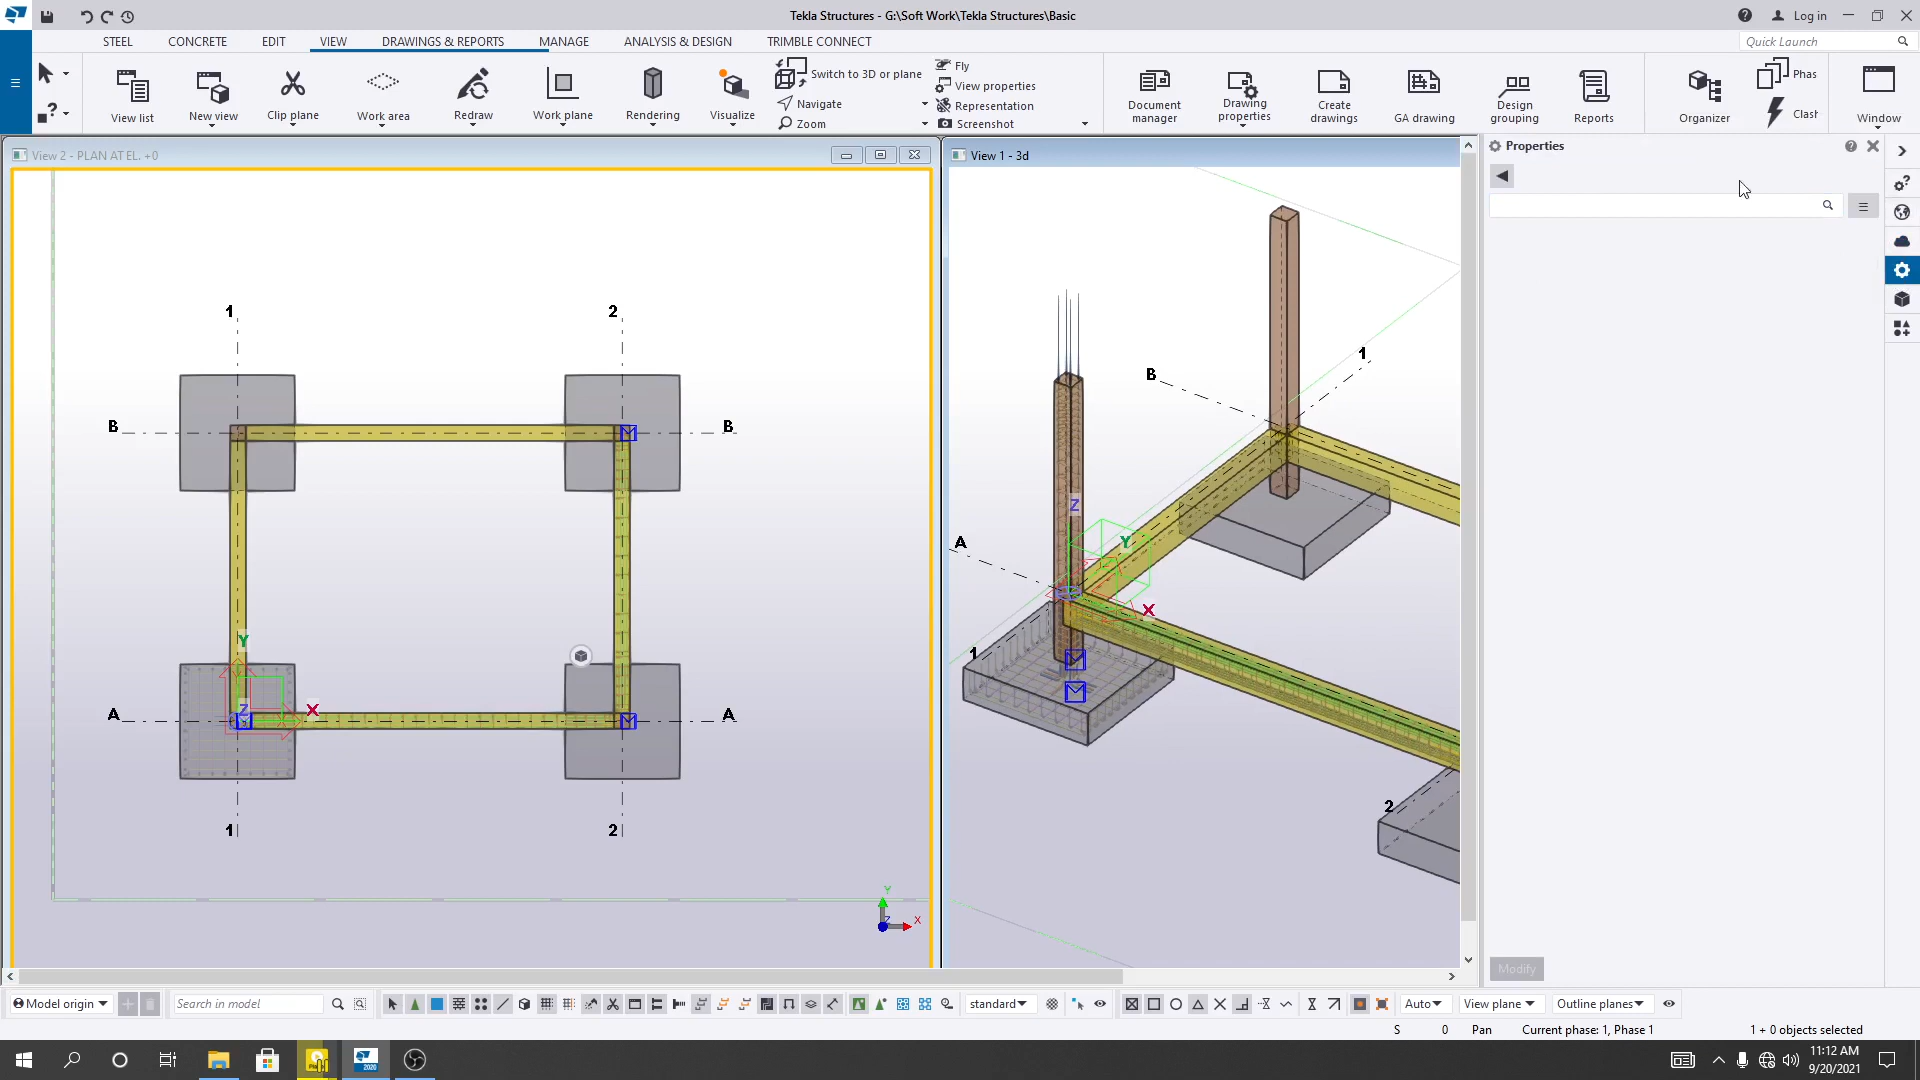 Tekla Structures - G:\Soft Work\Tekla Structures\Basic
Log in
STEEL
CONCRETE
EDIT
VIEW
DRAWINGS & REPORTS
MANAGE
ANALYSIS & DESIGN
TRIMBLE CONNECT
Quick Launch
View list
New view
Clip plane
Work area
Redraw
Work plane
Rendering
Visualize
Switch to 3D or plane
Navigate
Zoom
Fly
View properties
Representation
Screenshot
Document manager
Drawing properties
Create drawings
GA drawing
Design grouping
Reports
Organizer
Phas
Clash
Window
View 2 - PLAN AT EL. +0
1
2
B
B
Y
Z
X
A
A
1
2
Y
Z
X
View 1 - 3d
B
1
Z
A
Y
X
1
2
Properties
Modify
Model origin
Search in model
standard
Auto
View plane
Outline planes
S
0
Pan
Current phase: 1, Phase 1
1 + 0 objects selected
2020
11:12 AM
9/20/2021